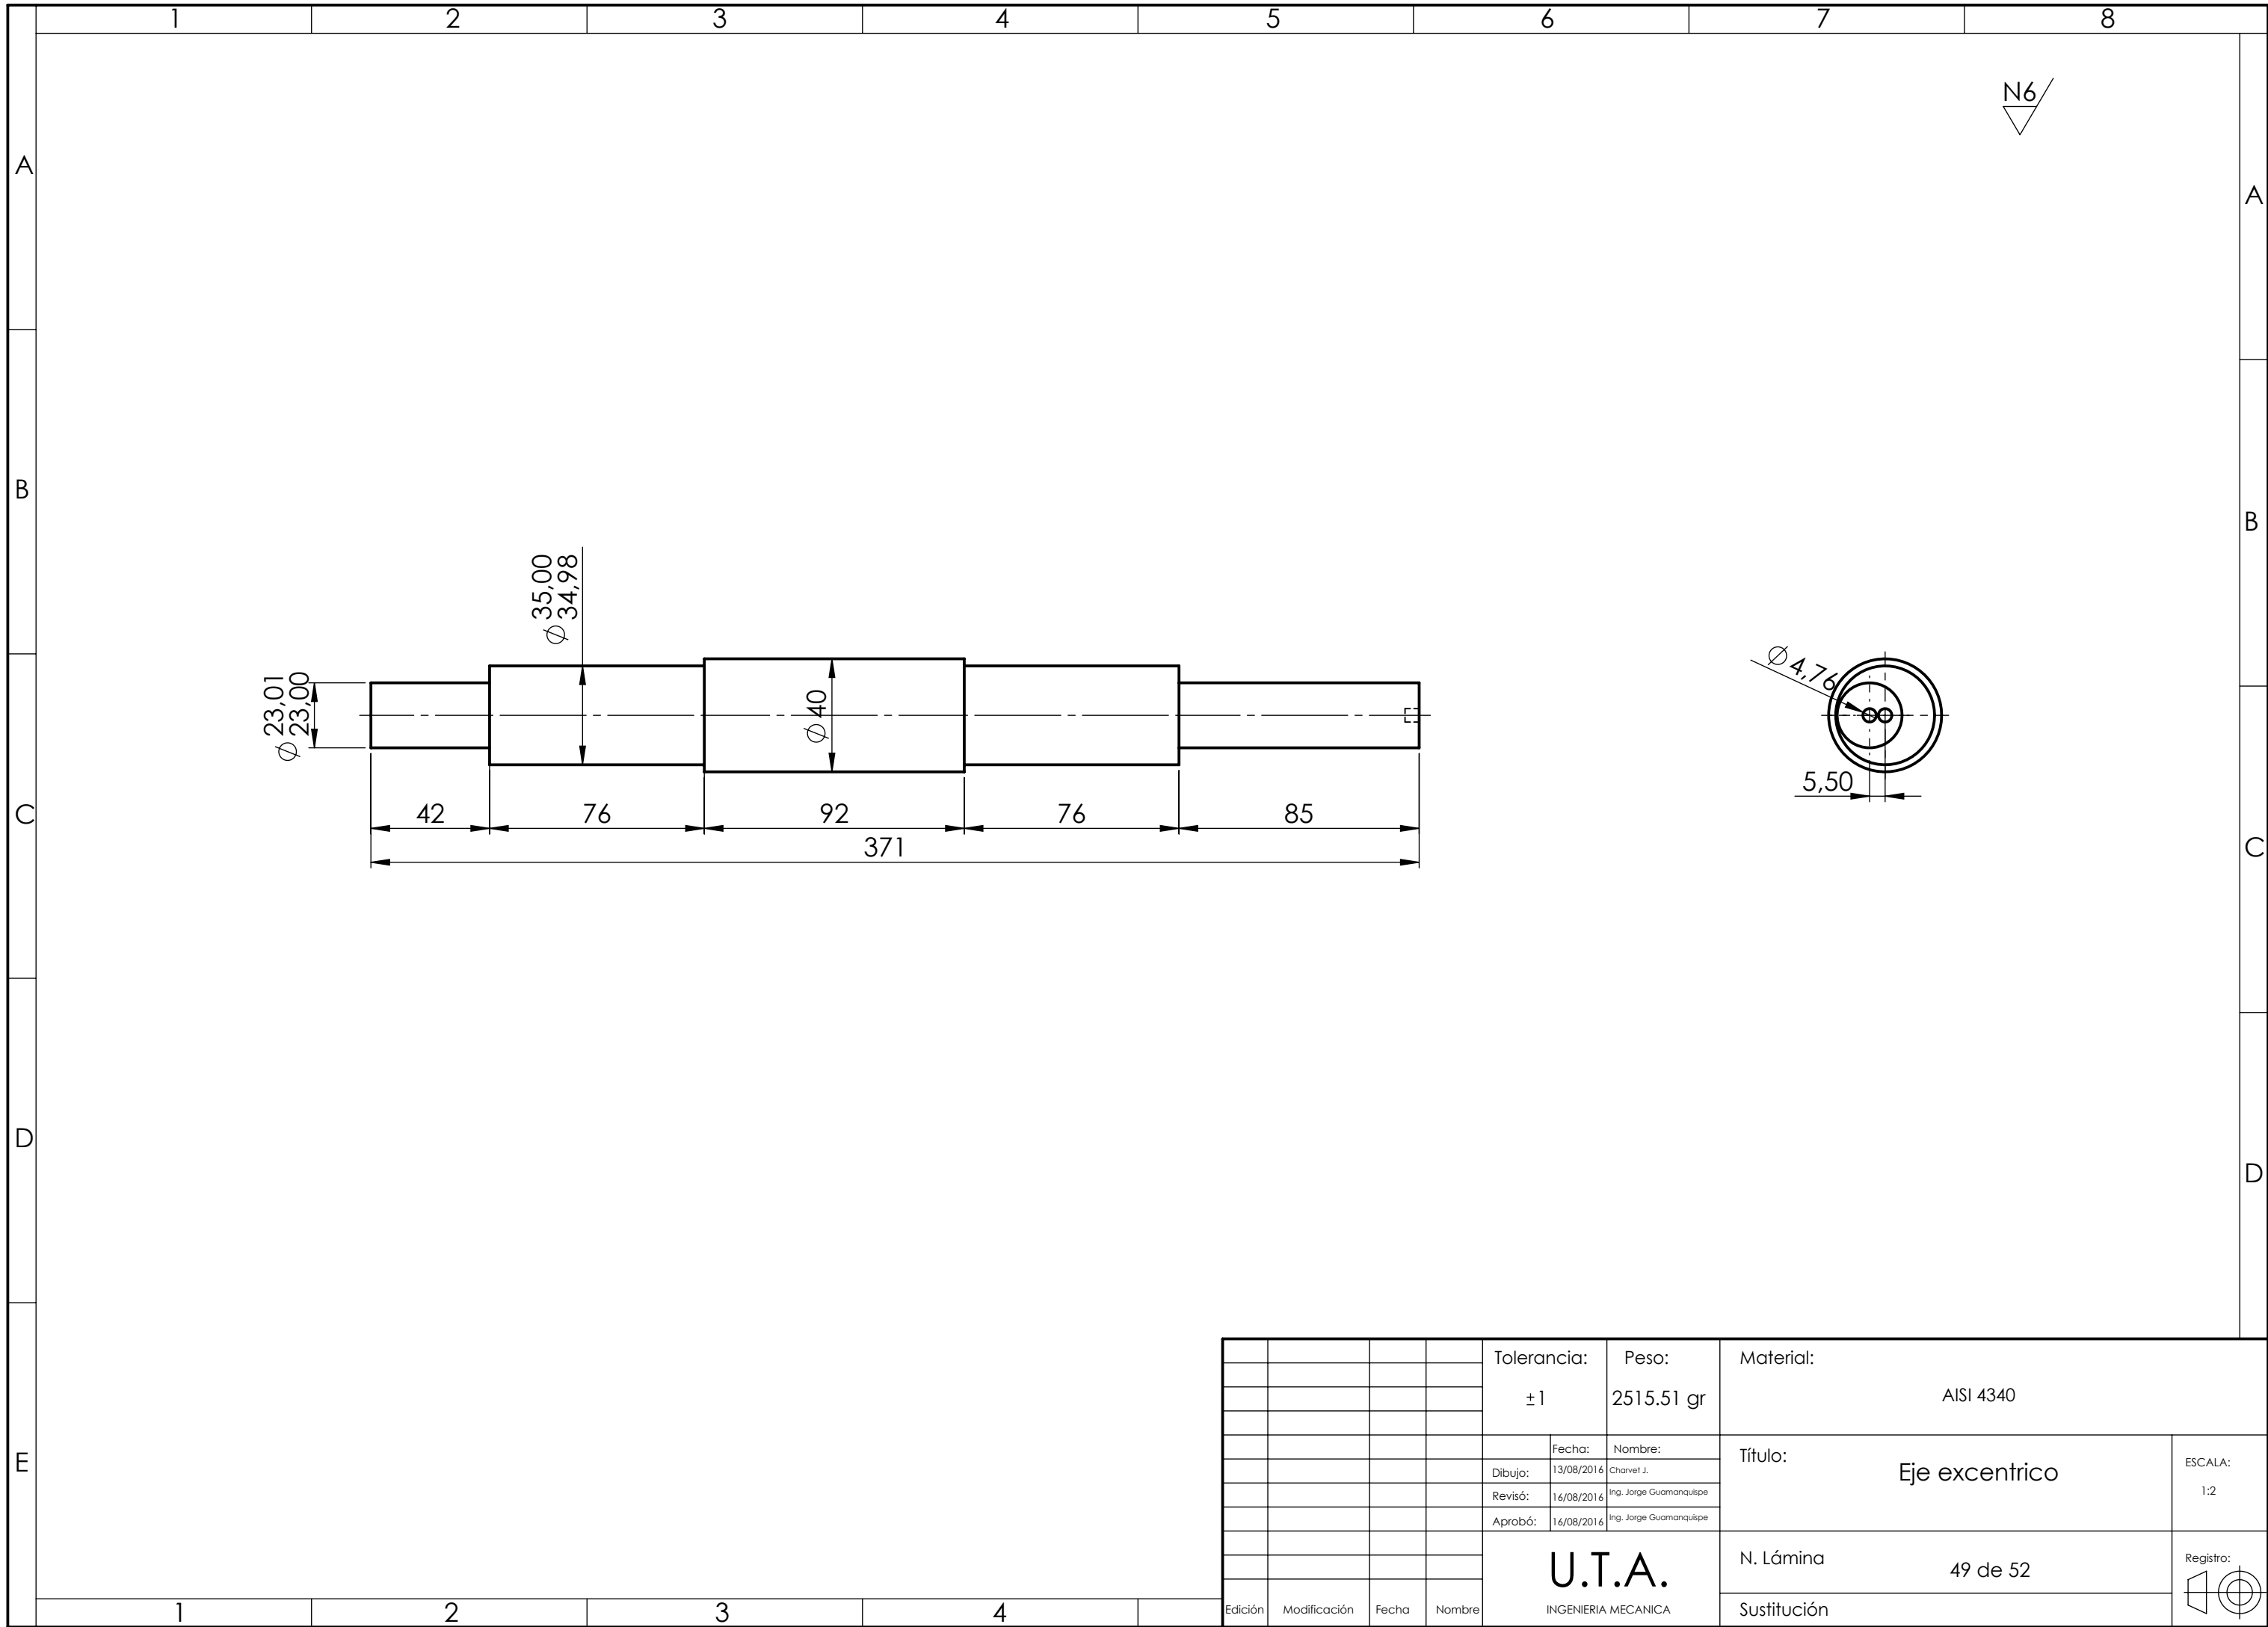 1 2 3 4 5 6 7 8
N6
A A
B B
Ø 35,00
34,98
Ø 23,01
23,00
Ø 40
Ø 4,76
5,50
42 76 92 76 85
371
C C
D D
E
Tolerancia: Peso: Material:
±1 2515.51 gr AISI 4340
Fecha: Nombre: Título: Eje excentrico ESCALA:
1:2
Dibujo: 13/08/2016 Charvet J.
Revisó: 16/08/2016 Ing. Jorge Guamanquispe
Aprobó: 16/08/2016 Ing. Jorge Guamanquispe
U.T.A.
INGENIERIA MECANICA
N. Lámina 49 de 52 Registro:
Sustitución
Edición Modificación Fecha Nombre
1 2 3 4